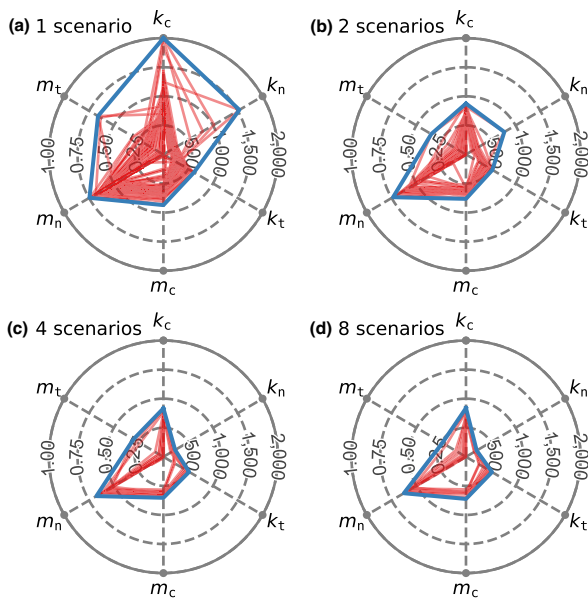 (a) 1 scenario
k_c
k_n
k_t
m_c
m_n
m_t
1.00 0.75 0.50 0.25 500 1,000 1,500 2,000
(b) 2 scenarios
k_c
k_n
k_t
m_c
m_n
m_t
1.00 0.75 0.50 0.25 500 1,000 1,500 2,000
(c) 4 scenarios
k_c
k_n
k_t
m_c
m_n
m_t
1.00 0.75 0.50 0.25 500 1,000 1,500 2,000
(d) 8 scenarios
k_c
k_n
k_t
m_c
m_n
m_t
1.00 0.75 0.50 0.25 500 1,000 1,500 2,000